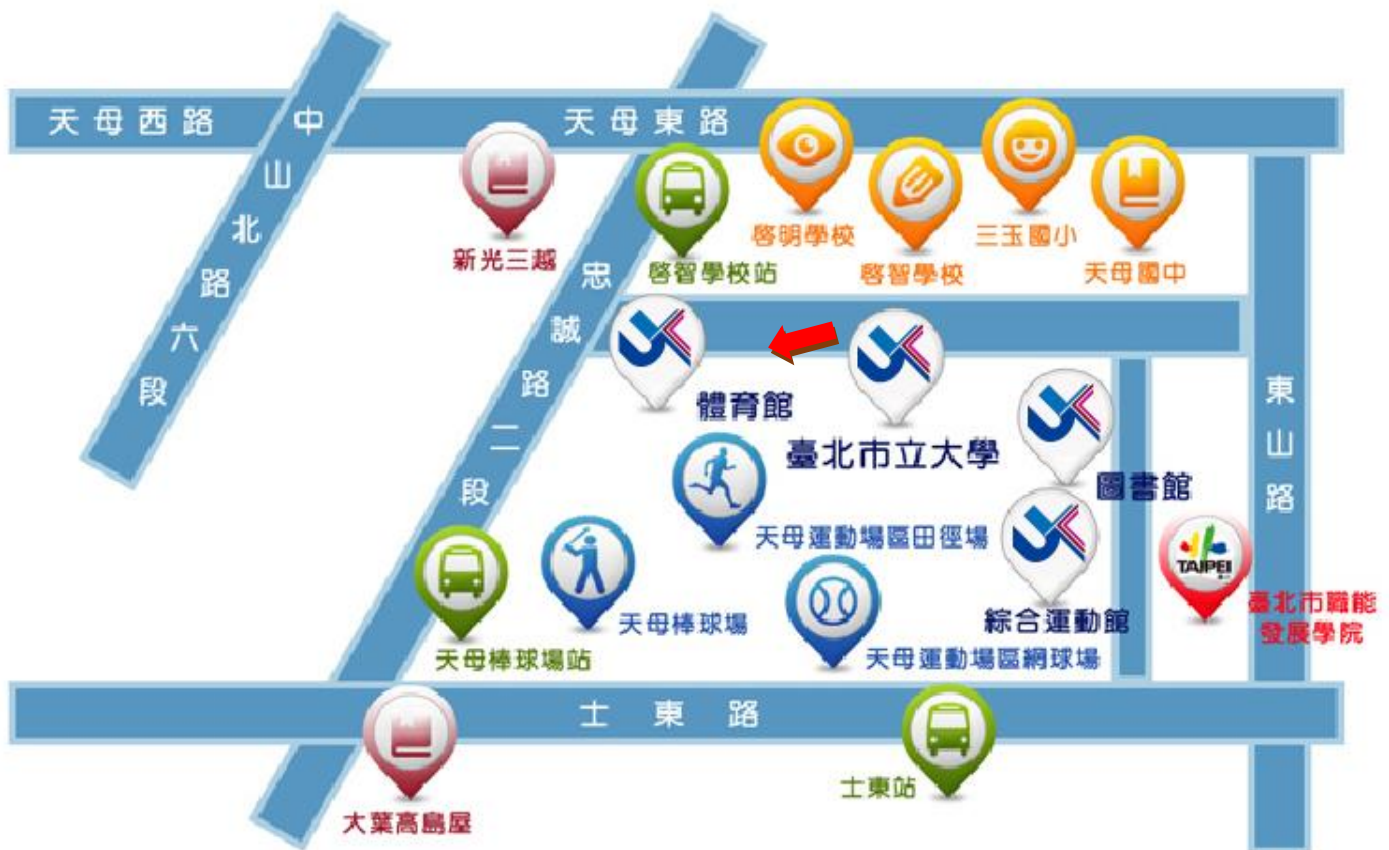 天母西路
中山北路六段
天母東路
新光三越
啓智學校站
啓明學校
啓智學校
三玉國小
天母國中
忠誠路二段
體育館
臺北市立大學
圖書館
東山路
天母運動場區田徑場
TAIPEI
臺北市職能
發展學院
天母棒球場站
天母棒球場
天母運動場區網球場
綜合運動館
士東路
大葉高島屋
士東站